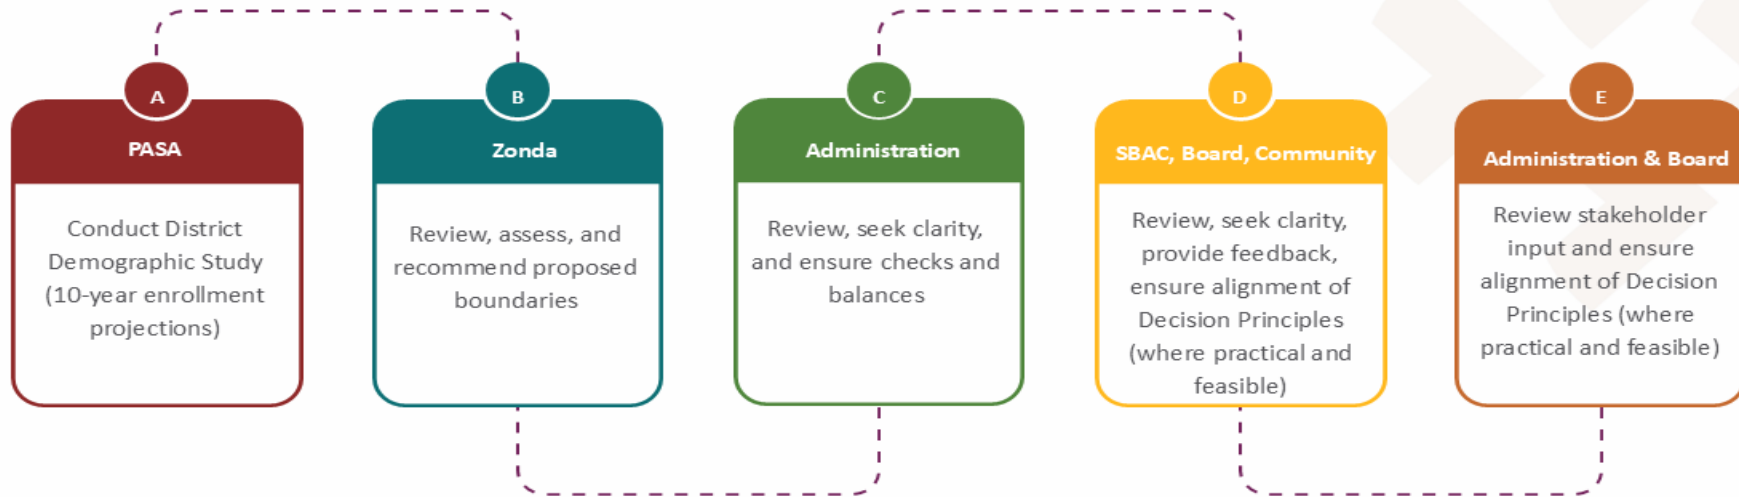 A
PASA
Conduct District
Demographic Study
(10-year enrollment
projections)
B
Zonda
Review, assess, and
recommend proposed
boundaries
C
Administration
Review, seek clarity,
and ensure checks and
balances
D
SBAC, Board, Community
Review, seek clarity,
provide feedback,
ensure alignment of
Decision Principles
(where practical and
feasible)
E
Administration & Board
Review stakeholder
input and ensure
alignment of Decision
Principles (where
practical and feasible)